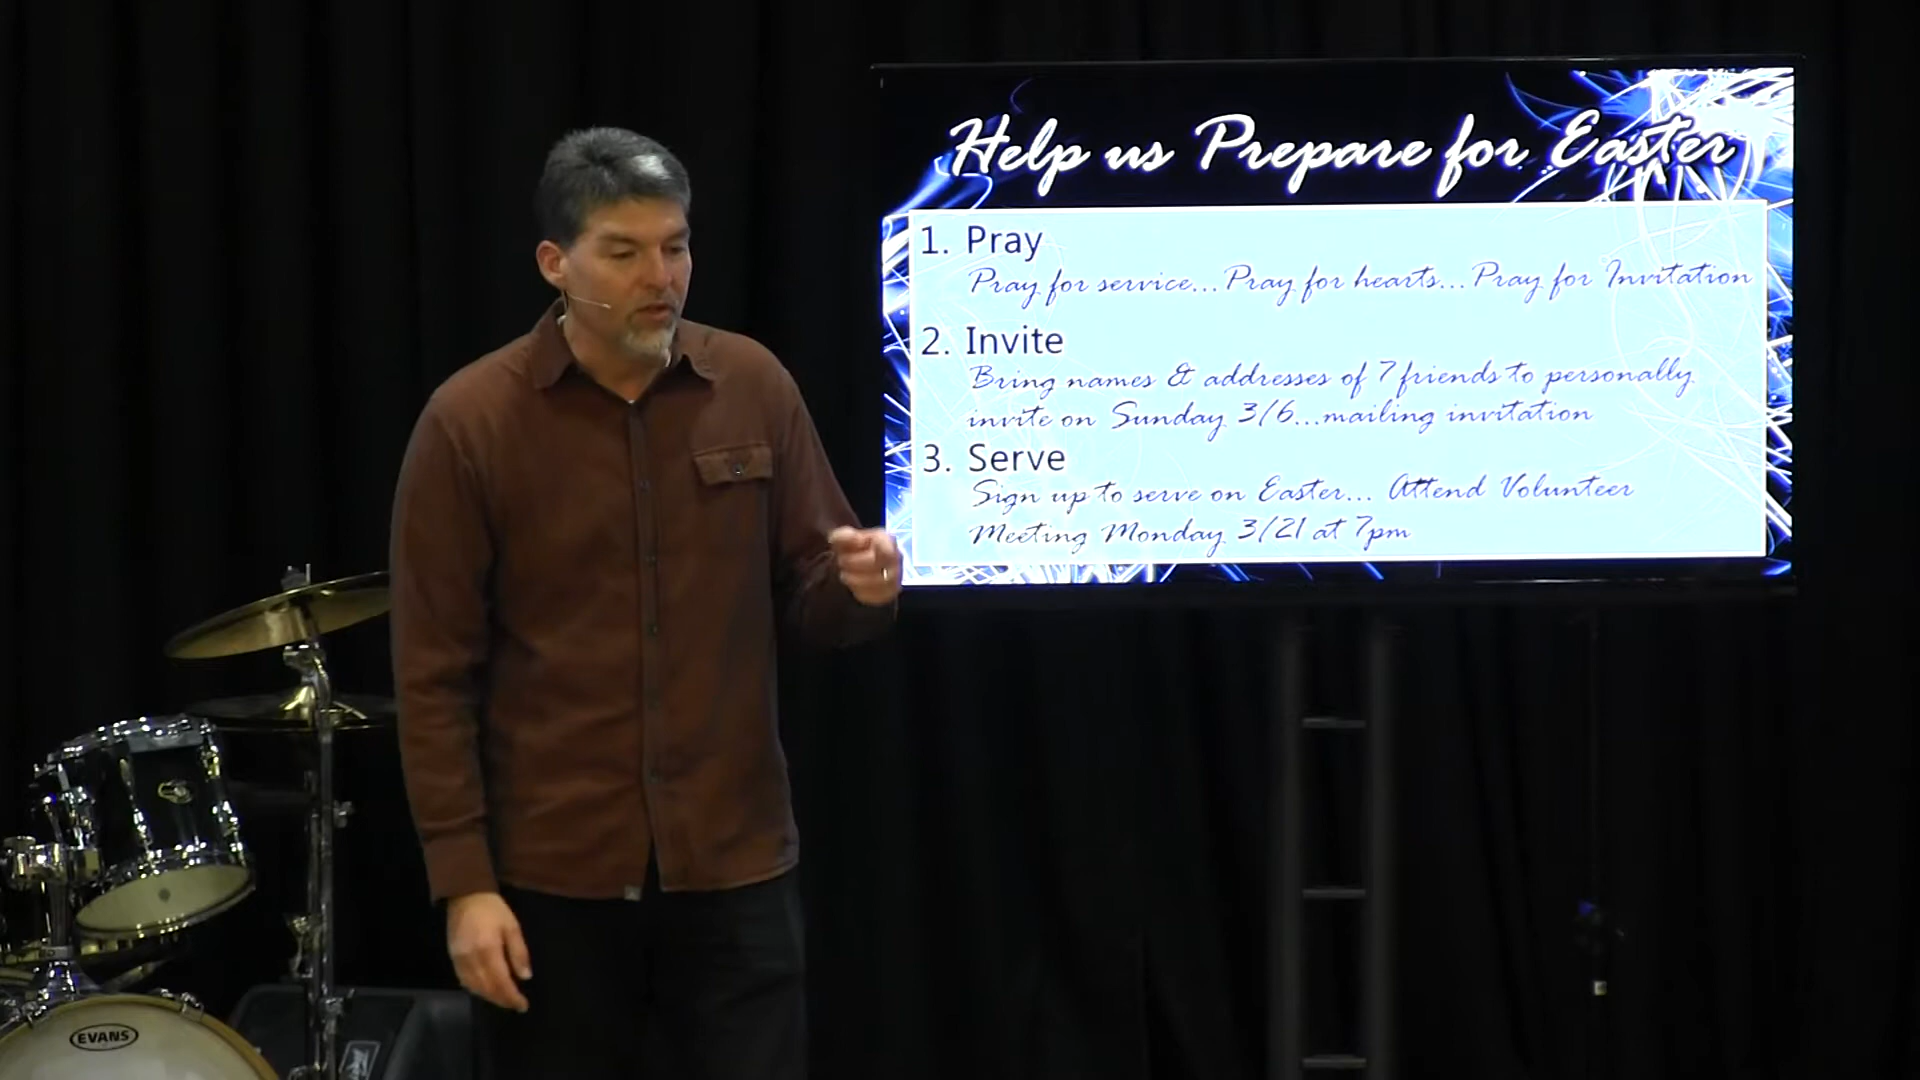 Help us Prepare for Easter
1. Pray
Pray for service...Pray for hearts...Pray for Invitation
2. Invite
Bring names & addresses of 7 friends to personally
invite on Sunday 3/6...mailing invitation
3. Serve
Sign up to serve on Easter... Attend Volunteer
Meeting Monday 3/21 at 7pm
EVANS